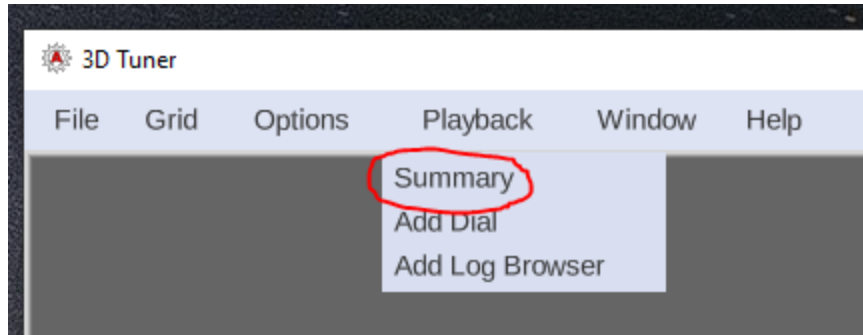 3D Tuner
File Grid Options Playback Window Help
Summary
Add Dial
Add Log Browser